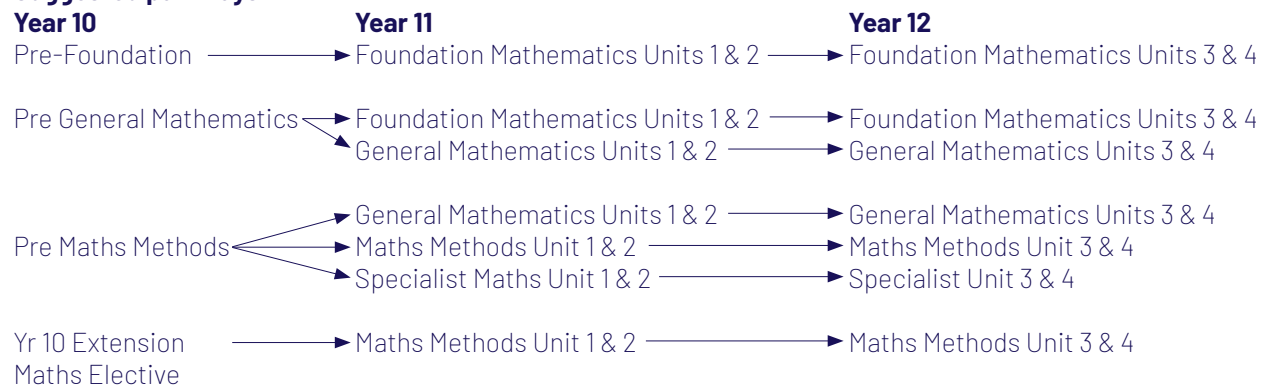 Year 10 Year 11 Year 12
Pre-Foundation Foundation Mathematics Units 1 & 2 Foundation Mathematics Units 3 & 4
Pre General Mathematics Foundation Mathematics Units 1 & 2 Foundation Mathematics Units 3 & 4
General Mathematics Units 1 & 2 General Mathematics Units 3 & 4
General Mathematics Units 1 & 2 General Mathematics Units 3 & 4
Pre Maths Methods Maths Methods Unit 1 & 2 Maths Methods Unit 3 & 4
Specialist Maths Unit 1 & 2 Specialist Unit 3 & 4
Yr 10 Extension Maths Methods Unit 1 & 2 Maths Methods Unit 3 & 4
Maths Elective